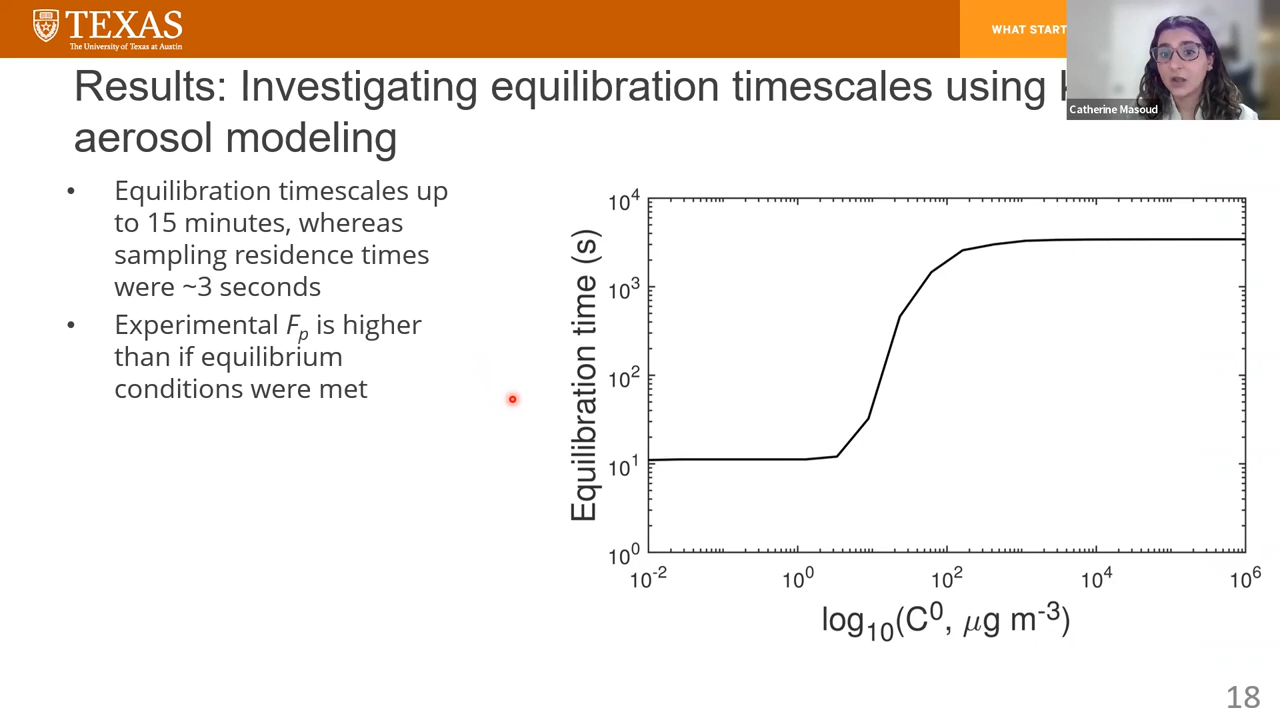 TEXAS
The University of Texas at Austin
WHAT START
Catherine Masoud
Results: Investigating equilibration timescales using
aerosol modeling
• Equilibration timescales up
to 15 minutes, whereas
sampling residence times
were ~3 seconds
• Experimental Fp is higher
than if equilibrium
conditions were met
Equilibration time (s)
10⁴
10³
10²
10¹
10⁰
10⁻² 10⁰ 10² 10⁴ 10⁶
log₁₀(C⁰, μg m⁻³)
18